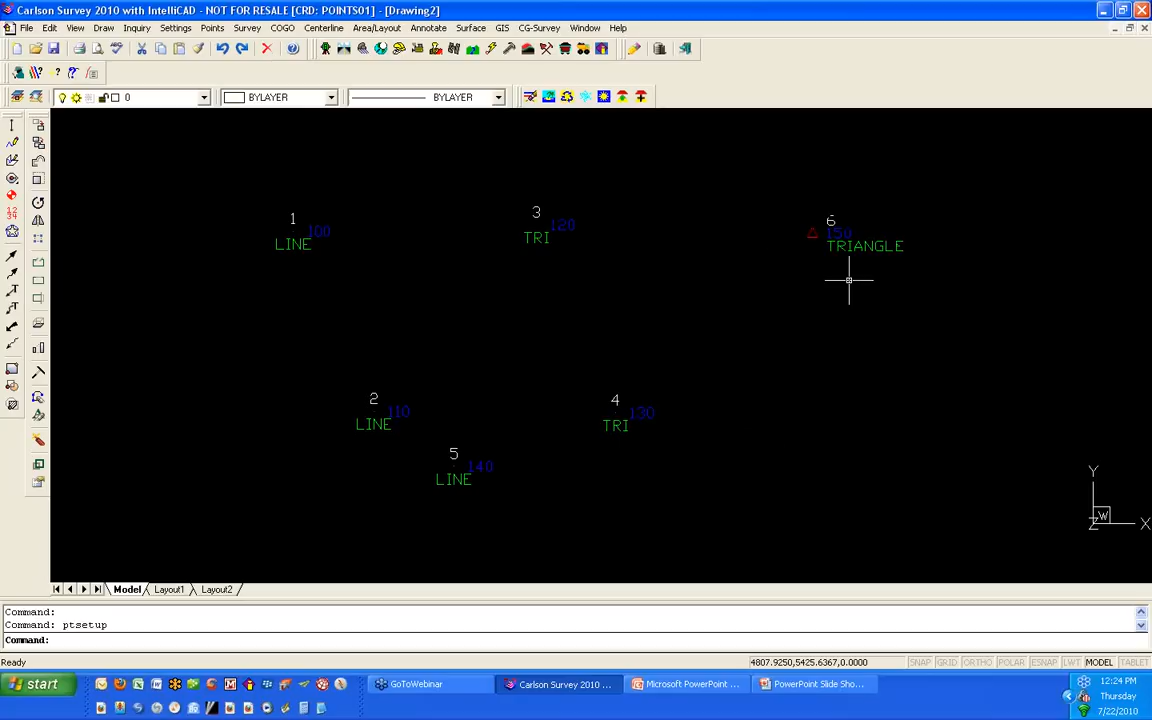 Carlson Survey 2010 with IntelliCAD - NOT FOR RESALE [CRD: POINTS01] - [Drawing2]
File Edit View Draw Inquiry Settings Points Survey COGO Centerline Area/Layout Annotate Surface GIS CG-Survey Window Help
0 BYLAYER BYLAYER
1
100
LINE
3
120
TRI
6
150
TRIANGLE
2
110
LINE
4
130
TRI
5
140
LINE
Y
W
Z X
Model Layout1 Layout2
Command:
Command: ptsetup
Command:
Ready 4807.9250,5425.6367,0.0000 SNAP GRID ORTHO POLAR ESNAP LWT MODEL TABLET
start GoToWebinar Carlson Survey 2010 ... Microsoft PowerPoint ... PowerPoint Slide Sho... 12:24 PM
Thursday
7/22/2010